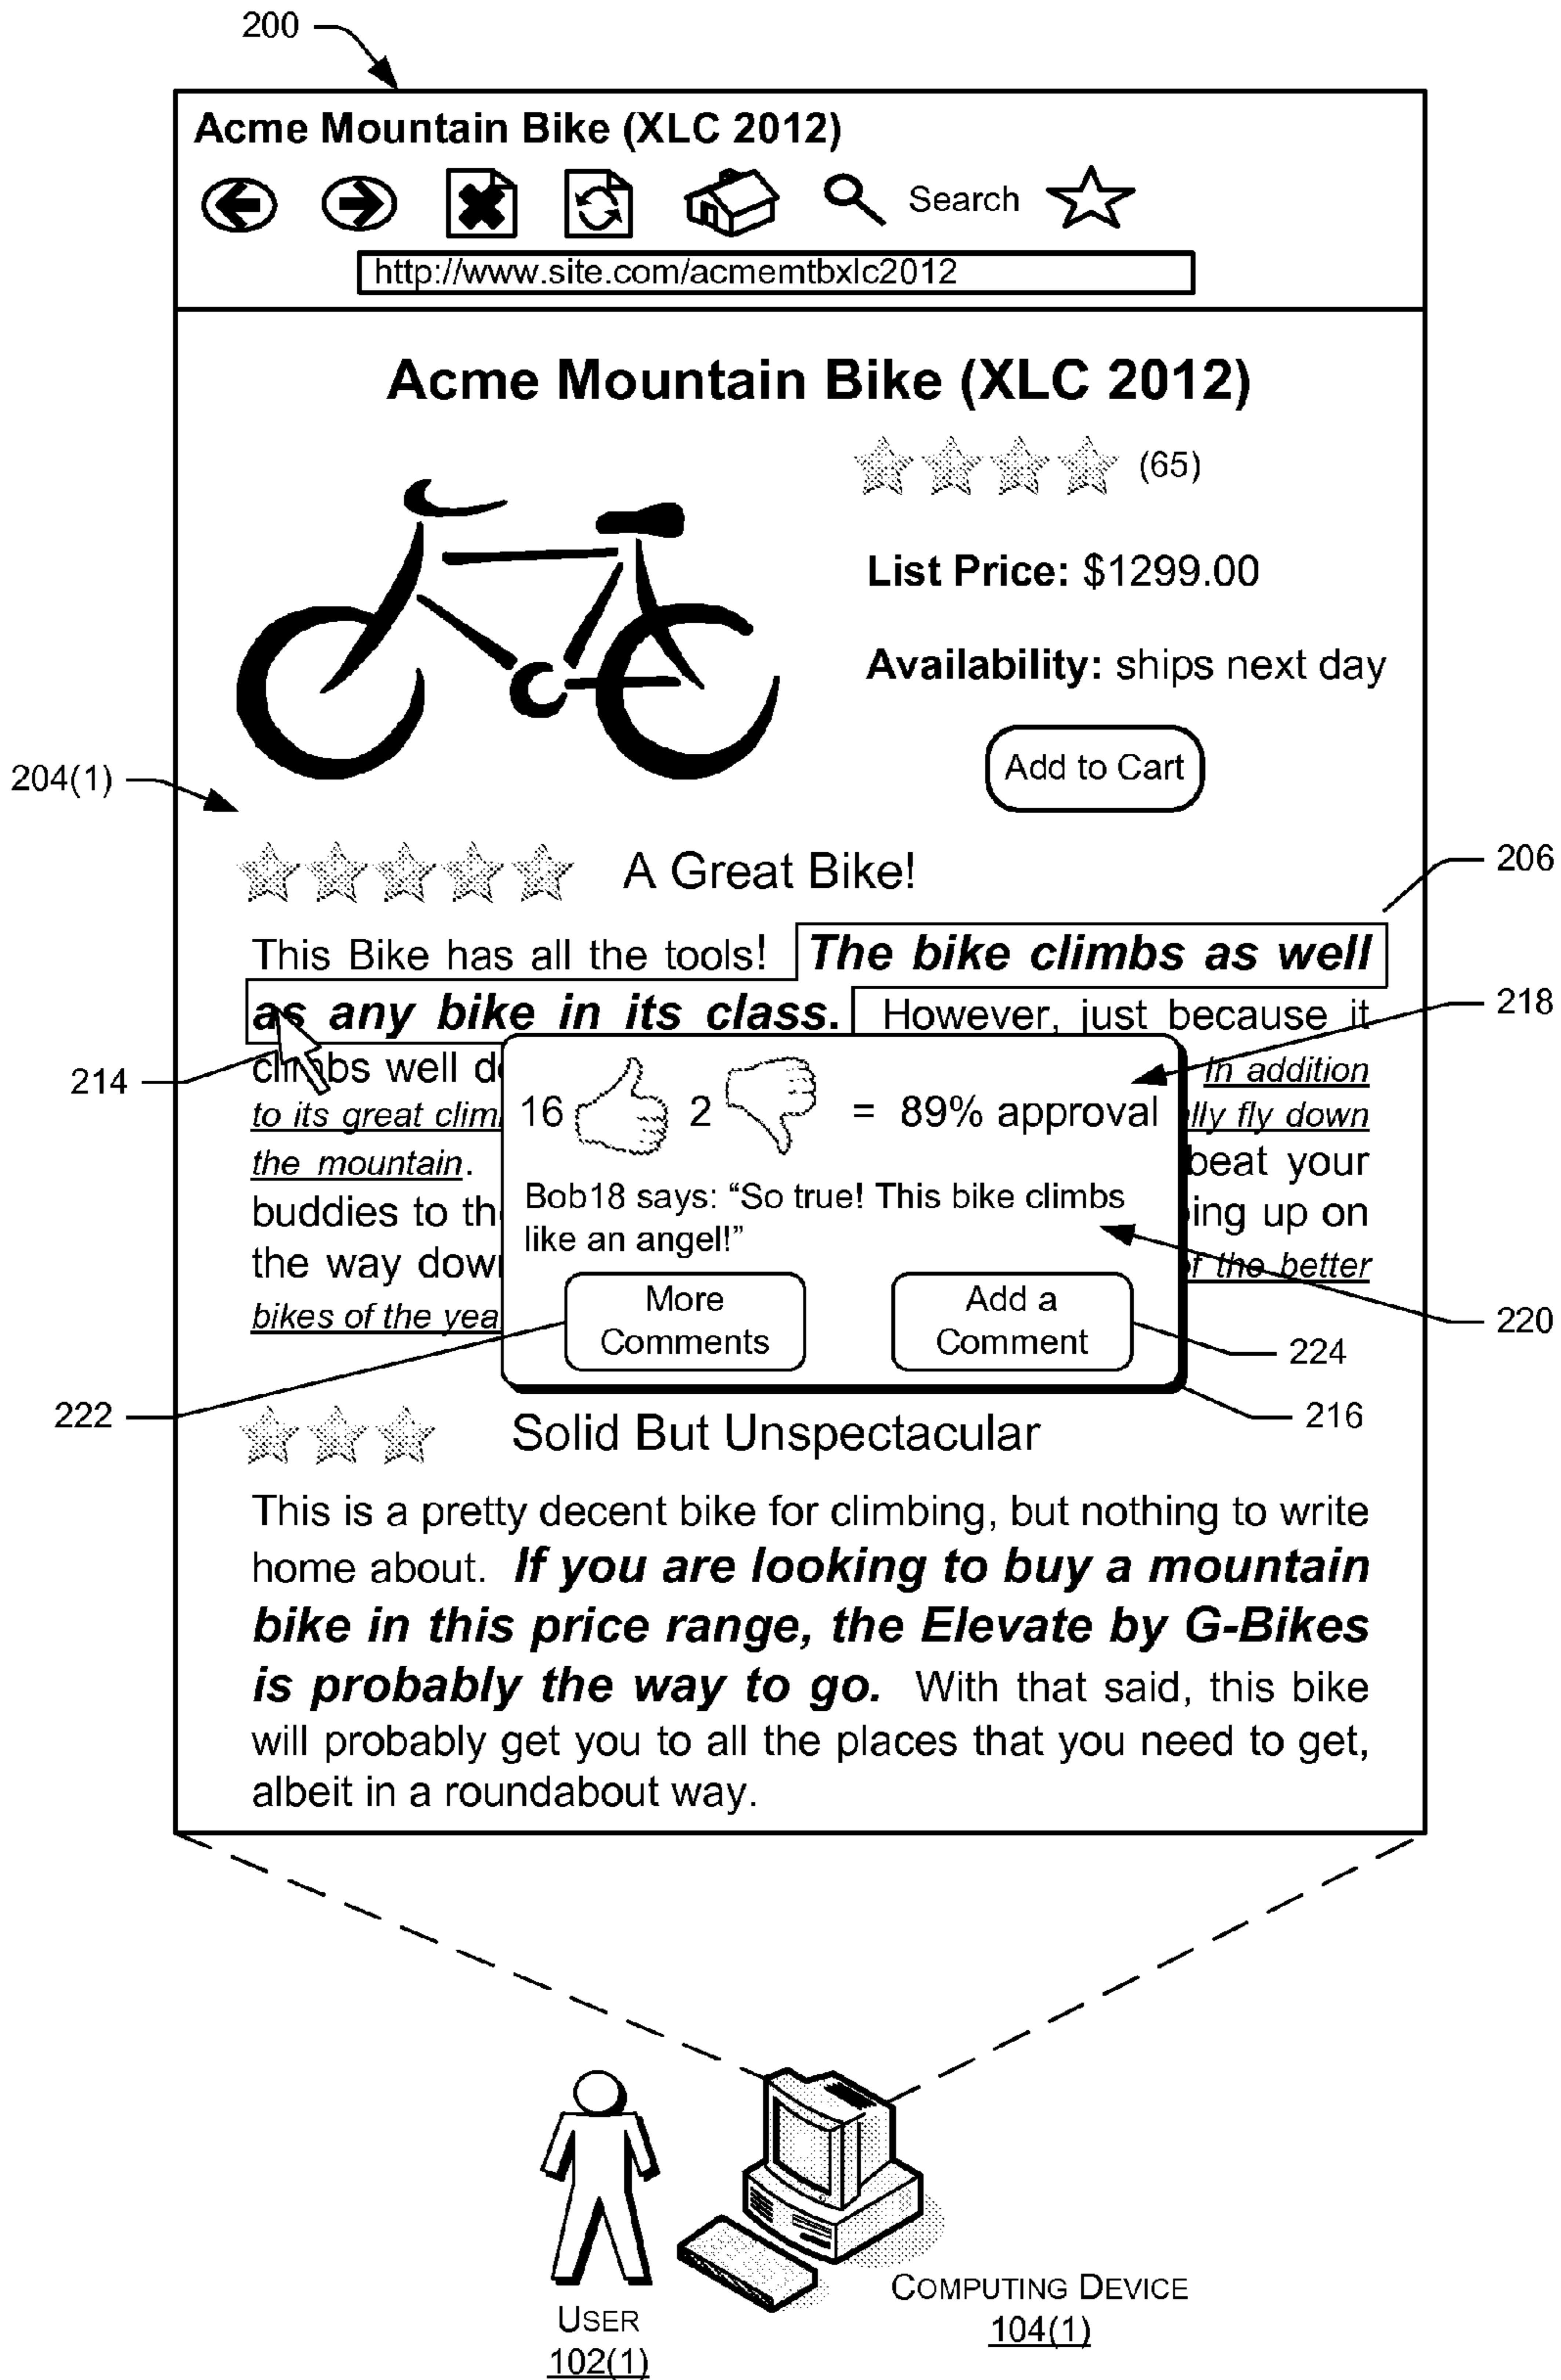 200
Acme Mountain Bike (XLC 2012)
Search
http://www.site.com/acmemtbxlc2012
Acme Mountain Bike (XLC 2012)
(65)
List Price: $1299.00
Availability: ships next day
Add to Cart
204(1)
A Great Bike!
206
This Bike has all the tools! The bike climbs as well
as any bike in its class. However, just because it
218
214
climbs well In addition
to its great lly fly down
the mountain. beat your
buddies to ing up on
the way of the better
bikes of the
16 2 = 89% approval
Bob18 says: “So true! This bike climbs
like an angel!”
More
Comments
Add a
Comment
220
224
216
222
Solid But Unspectacular
This is a pretty decent bike for climbing, but nothing to write
home about. If you are looking to buy a mountain
bike in this price range, the Elevate by G-Bikes
is probably the way to go. With that said, this bike
will probably get you to all the places that you need to get,
albeit in a roundabout way.
USER
102(1)
COMPUTING DEVICE
104(1)